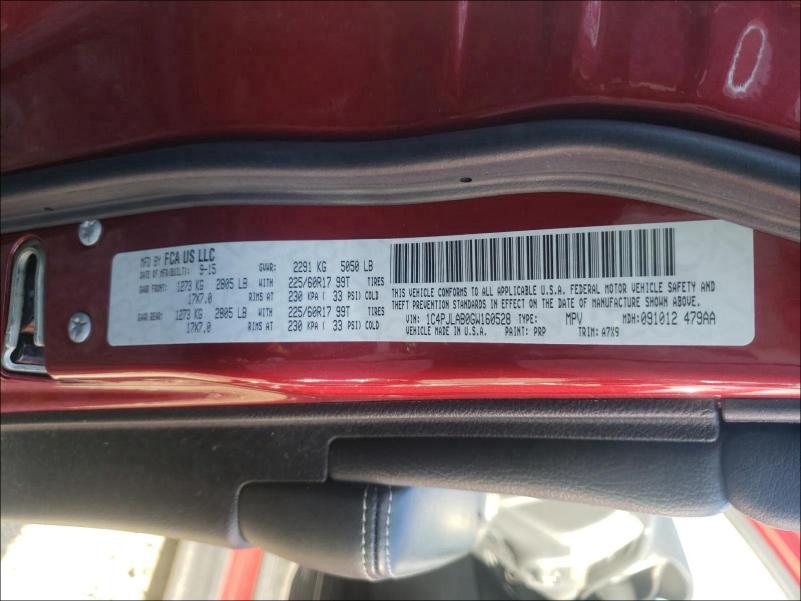 MFD BY FCA US LLC
DATE OF MFR(BUILT): 9-15 GVWR: 2291 KG 5050 LB
GAWR FRONT: 1273 KG 2805 LB WITH 225/60R17 99T TIRES
17X7.0 RIMS AT 230 KPA ( 33 PSI) COLD
GAWR REAR: 1273 KG 2805 LB WITH 225/60R17 99T TIRES
17X7.0 RIMS AT 230 KPA ( 33 PSI) COLD
THIS VEHICLE CONFORMS TO ALL APPLICABLE U.S.A. FEDERAL MOTOR VEHICLE SAFETY AND
THEFT PREVENTION STANDARDS IN EFFECT ON THE DATE OF MANUFACTURE SHOWN ABOVE.
VIN: 1C4PJLAB0GW160528 TYPE: MPV MDH:091012 479AA
VEHICLE MADE IN U.S.A. PAINT: PRP TRIM: A7X9